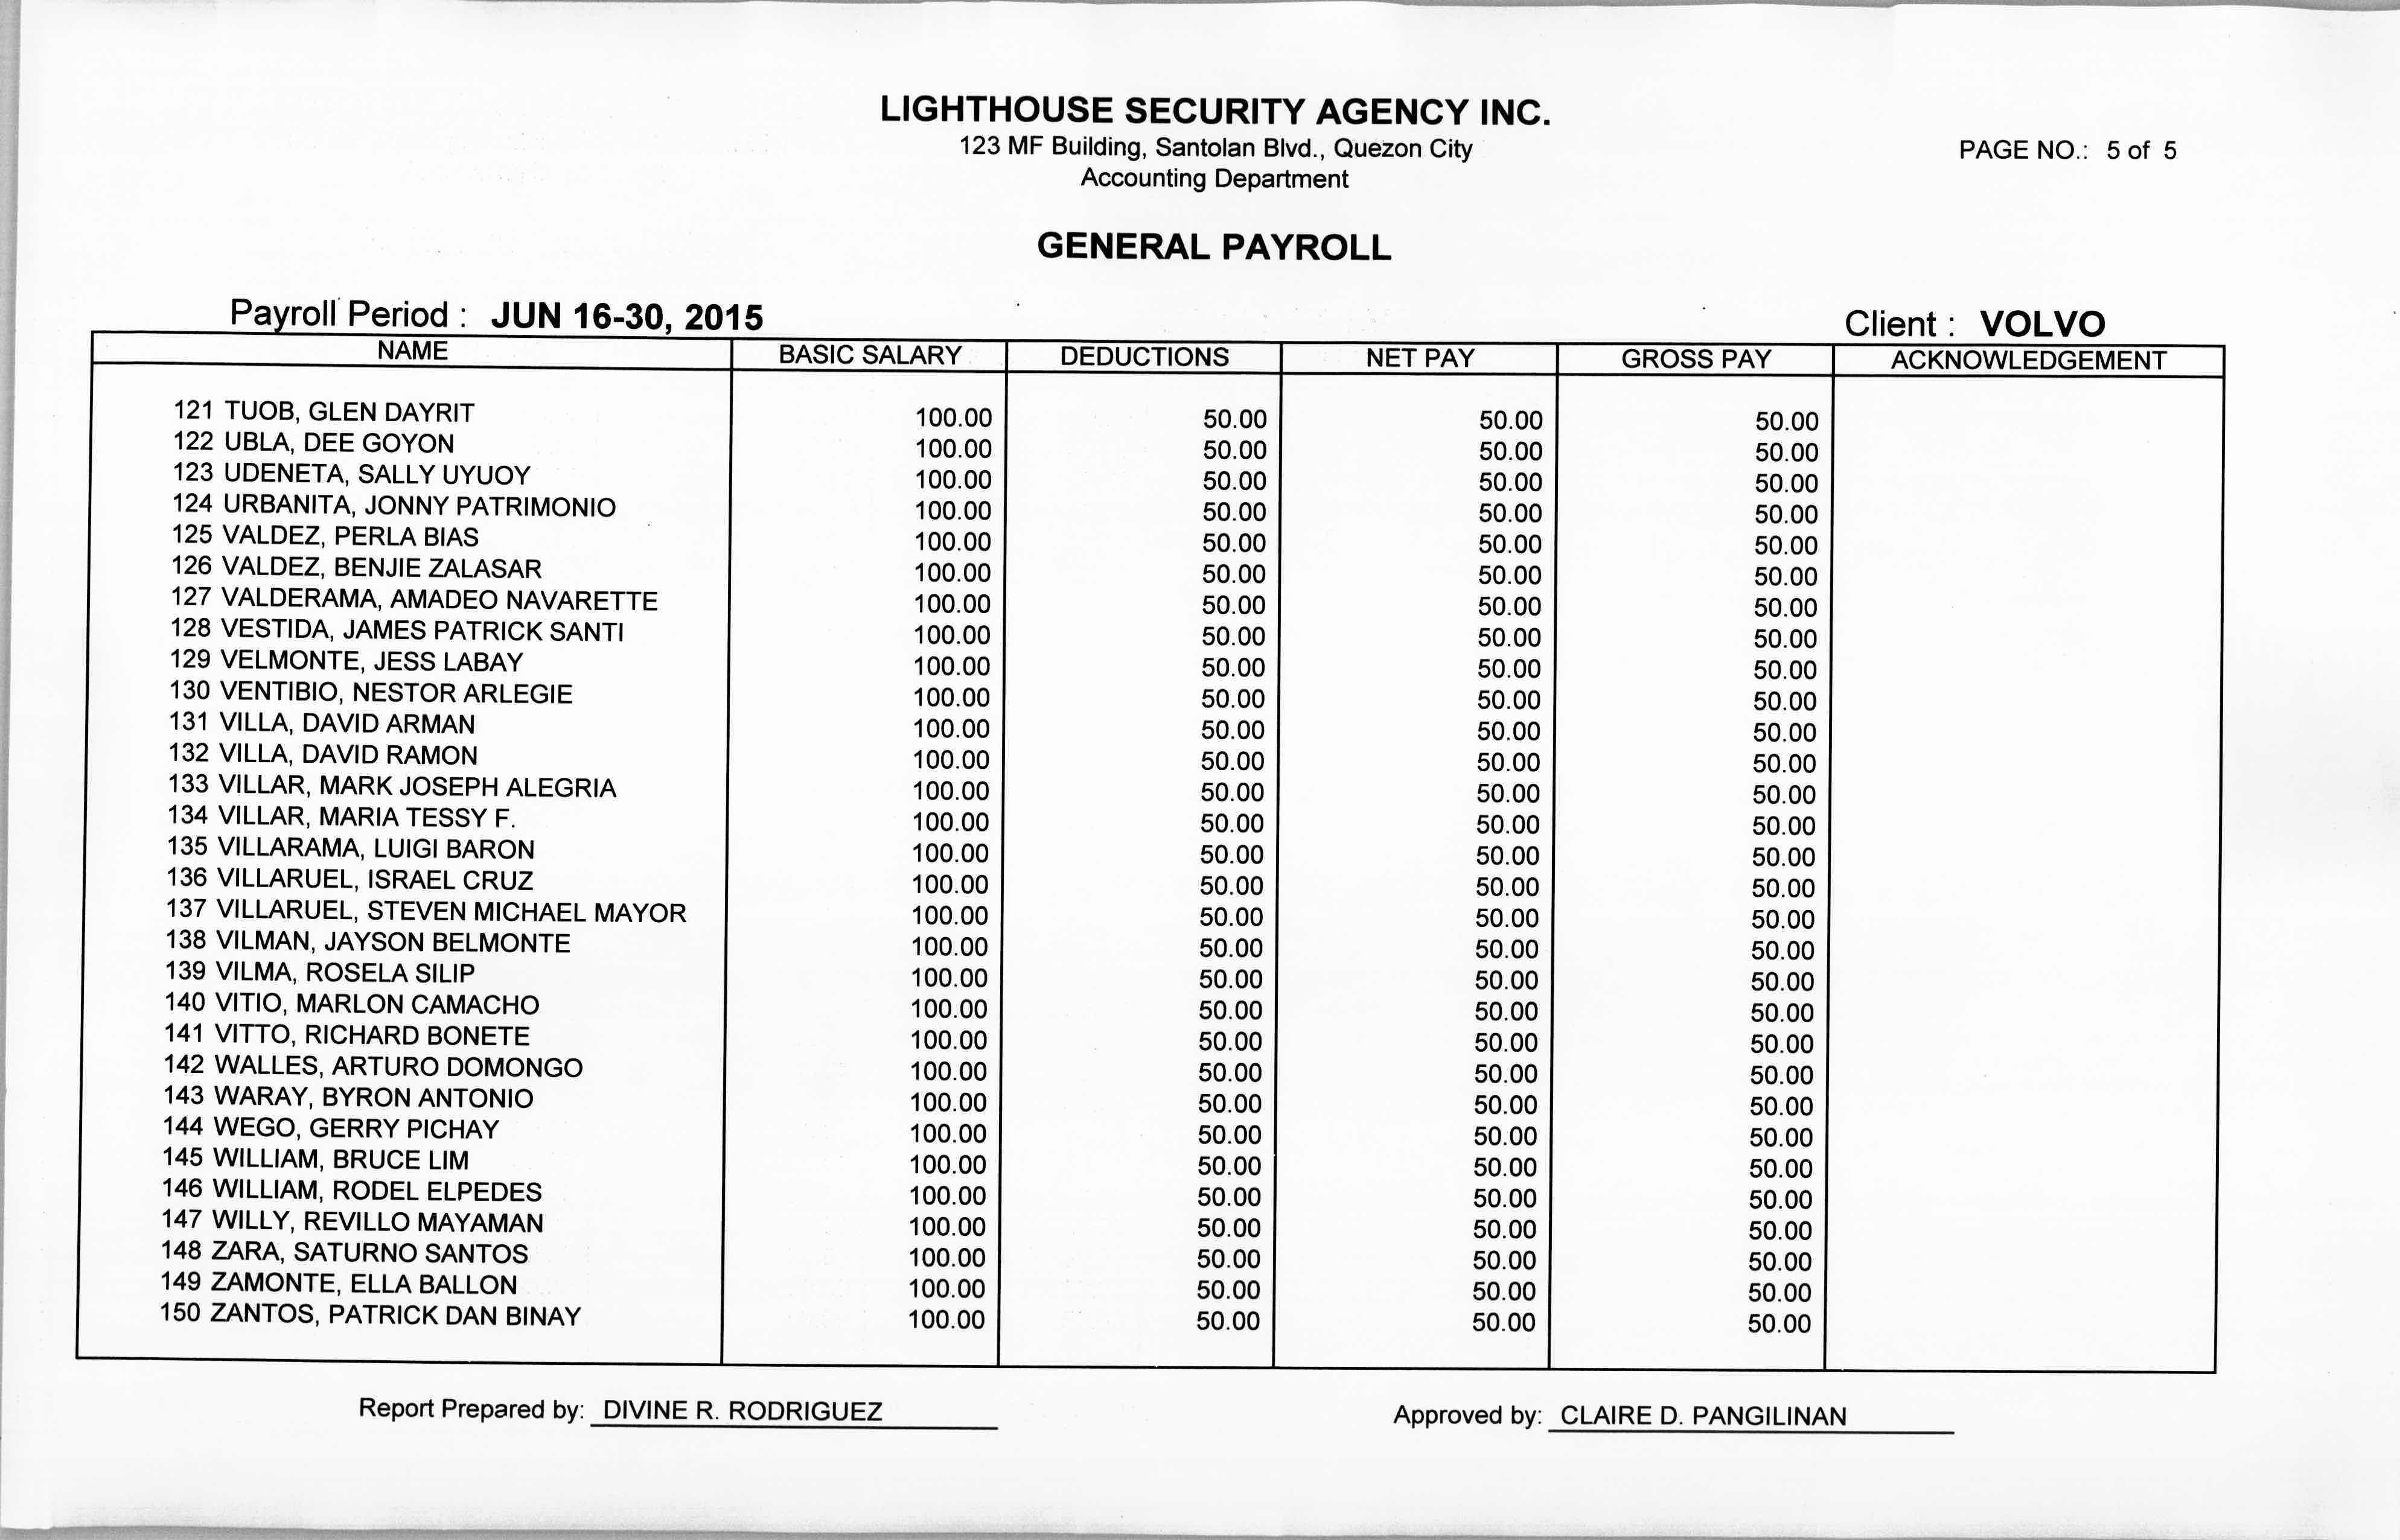 LIGHTHOUSE SECURITY AGENCY INC.
123 MF Building, Santolan Blvd., Quezon City
PAGE NO.: 5 of 5
Accounting Department
GENERAL PAYROLL
Payroll Period : JUN 16-30, 2015
Client : VOLVO
NAME BASIC SALARY DEDUCTIONS NET PAY GROSS PAY ACKNOWLEDGEMENT
121 TUOB, GLEN DAYRIT 100.00 50.00 50.00 50.00
122 UBLA, DEE GOYON 100.00 50.00 50.00 50.00
123 UDENETA, SALLY UYUOY 100.00 50.00 50.00 50.00
124 URBANITA, JONNY PATRIMONIO 100.00 50.00 50.00 50.00
125 VALDEZ, PERLA BIAS 100.00 50.00 50.00 50.00
126 VALDEZ, BENJIE ZALASAR 100.00 50.00 50.00 50.00
127 VALDERAMA, AMADEO NAVARETTE 100.00 50.00 50.00 50.00
128 VESTIDA, JAMES PATRICK SANTI 100.00 50.00 50.00 50.00
129 VELMONTE, JESS LABAY 100.00 50.00 50.00 50.00
130 VENTIBIO, NESTOR ARLEGIE 100.00 50.00 50.00 50.00
131 VILLA, DAVID ARMAN 100.00 50.00 50.00 50.00
132 VILLA, DAVID RAMON 100.00 50.00 50.00 50.00
133 VILLAR, MARK JOSEPH ALEGRIA 100.00 50.00 50.00 50.00
134 VILLAR, MARIA TESSY F. 100.00 50.00 50.00 50.00
135 VILLARAMA, LUIGI BARON 100.00 50.00 50.00 50.00
136 VILLARUEL, ISRAEL CRUZ 100.00 50.00 50.00 50.00
137 VILLARUEL, STEVEN MICHAEL MAYOR 100.00 50.00 50.00 50.00
138 VILMAN, JAYSON BELMONTE 100.00 50.00 50.00 50.00
139 VILMA, ROSELA SILIP 100.00 50.00 50.00 50.00
140 VITIO, MARLON CAMACHO 100.00 50.00 50.00 50.00
141 VITTO, RICHARD BONETE 100.00 50.00 50.00 50.00
142 WALLES, ARTURO DOMONGO 100.00 50.00 50.00 50.00
143 WARAY, BYRON ANTONIO 100.00 50.00 50.00 50.00
144 WEGO, GERRY PICHAY 100.00 50.00 50.00 50.00
145 WILLIAM, BRUCE LIM 100.00 50.00 50.00 50.00
146 WILLIAM, RODEL ELPEDES 100.00 50.00 50.00 50.00
147 WILLY, REVILLO MAYAMAN 100.00 50.00 50.00 50.00
148 ZARA, SATURNO SANTOS 100.00 50.00 50.00 50.00
149 ZAMONTE, ELLA BALLON 100.00 50.00 50.00 50.00
150 ZANTOS, PATRICK DAN BINAY 100.00 50.00 50.00 50.00
Report Prepared by: DIVINE R. RODRIGUEZ
Approved by: CLAIRE D. PANGILINAN